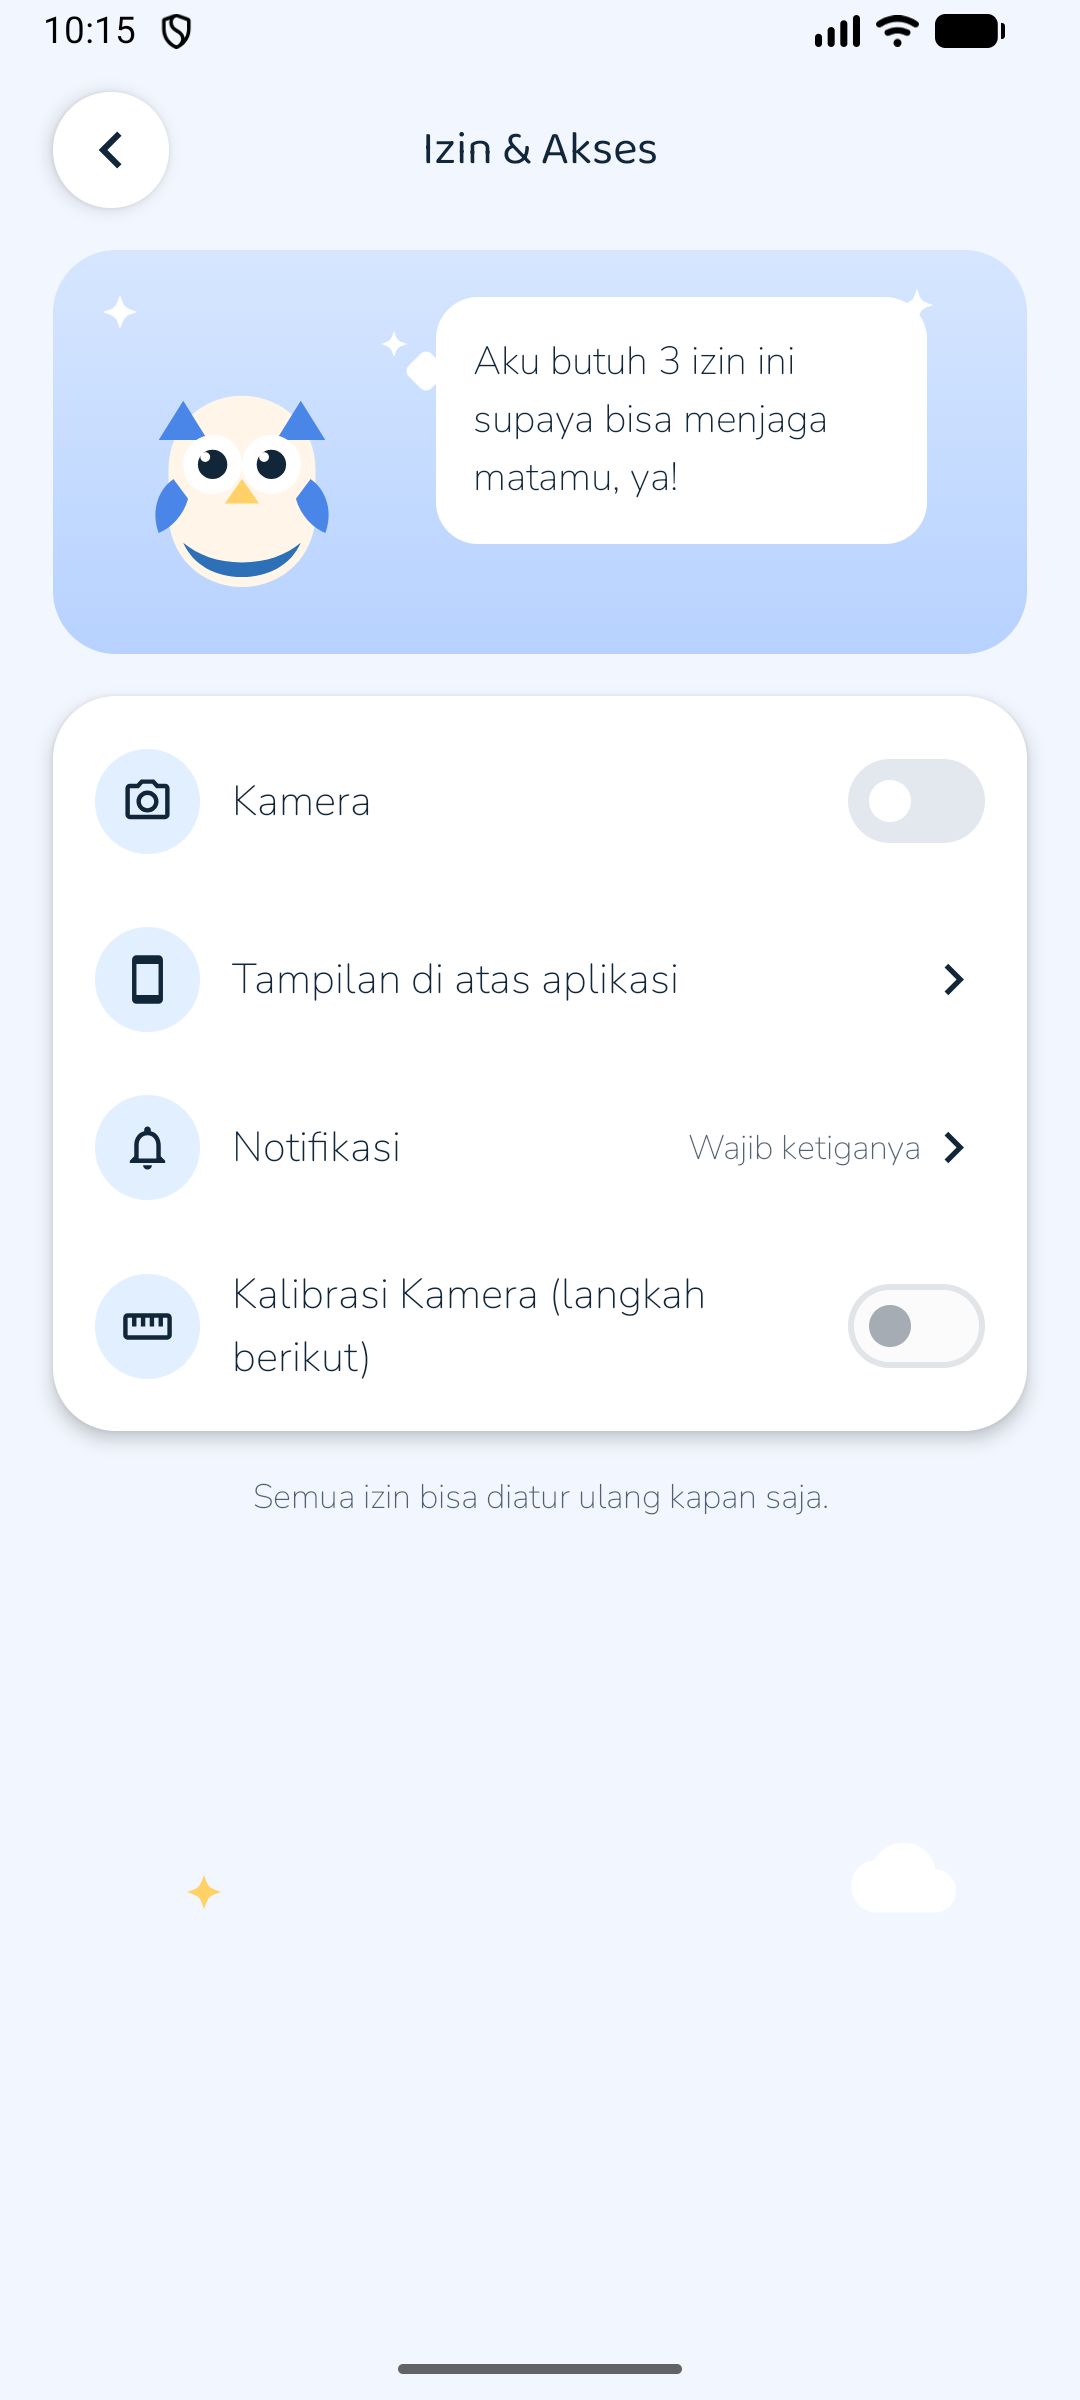 10:15
Izin & Akses
Aku butuh 3 izin ini
supaya bisa menjaga
matamu, ya!
Kamera
Tampilan di atas aplikasi
Notifikasi
Wajib ketiganya
Kalibrasi Kamera (langkah
berikut)
Semua izin bisa diatur ulang kapan saja.